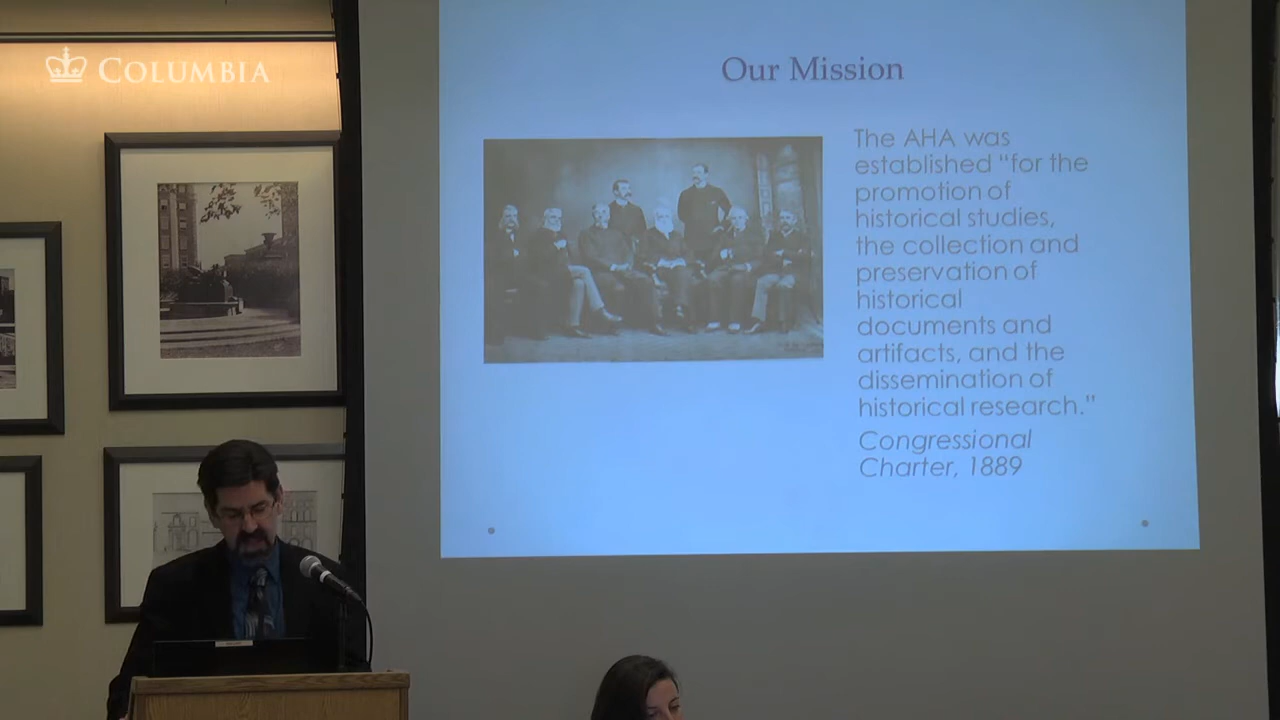 COLUMBIA
Our Mission
The AHA was
established “for the
promotion of
historical studies,
the collection and
preservation of
historical
documents and
artifacts, and the
dissemination of
historical research.”
Congressional
Charter, 1889